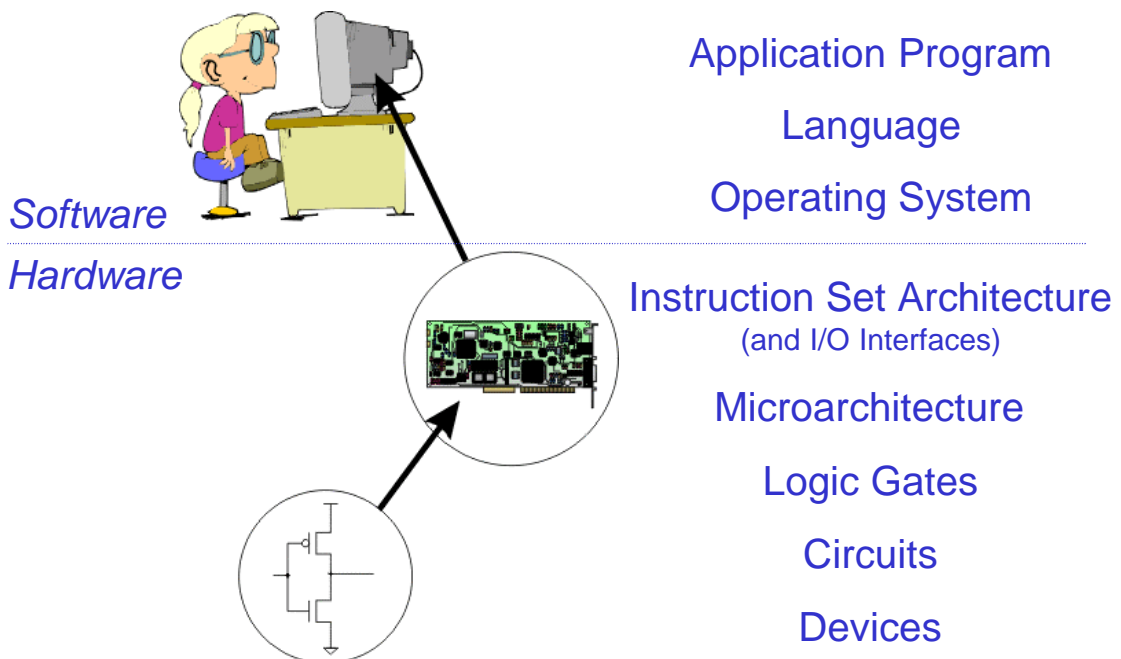 Application Program
Language
Operating System
Software
Hardware
Instruction Set Architecture
(and I/O Interfaces)
Microarchitecture
Logic Gates
Circuits
Devices